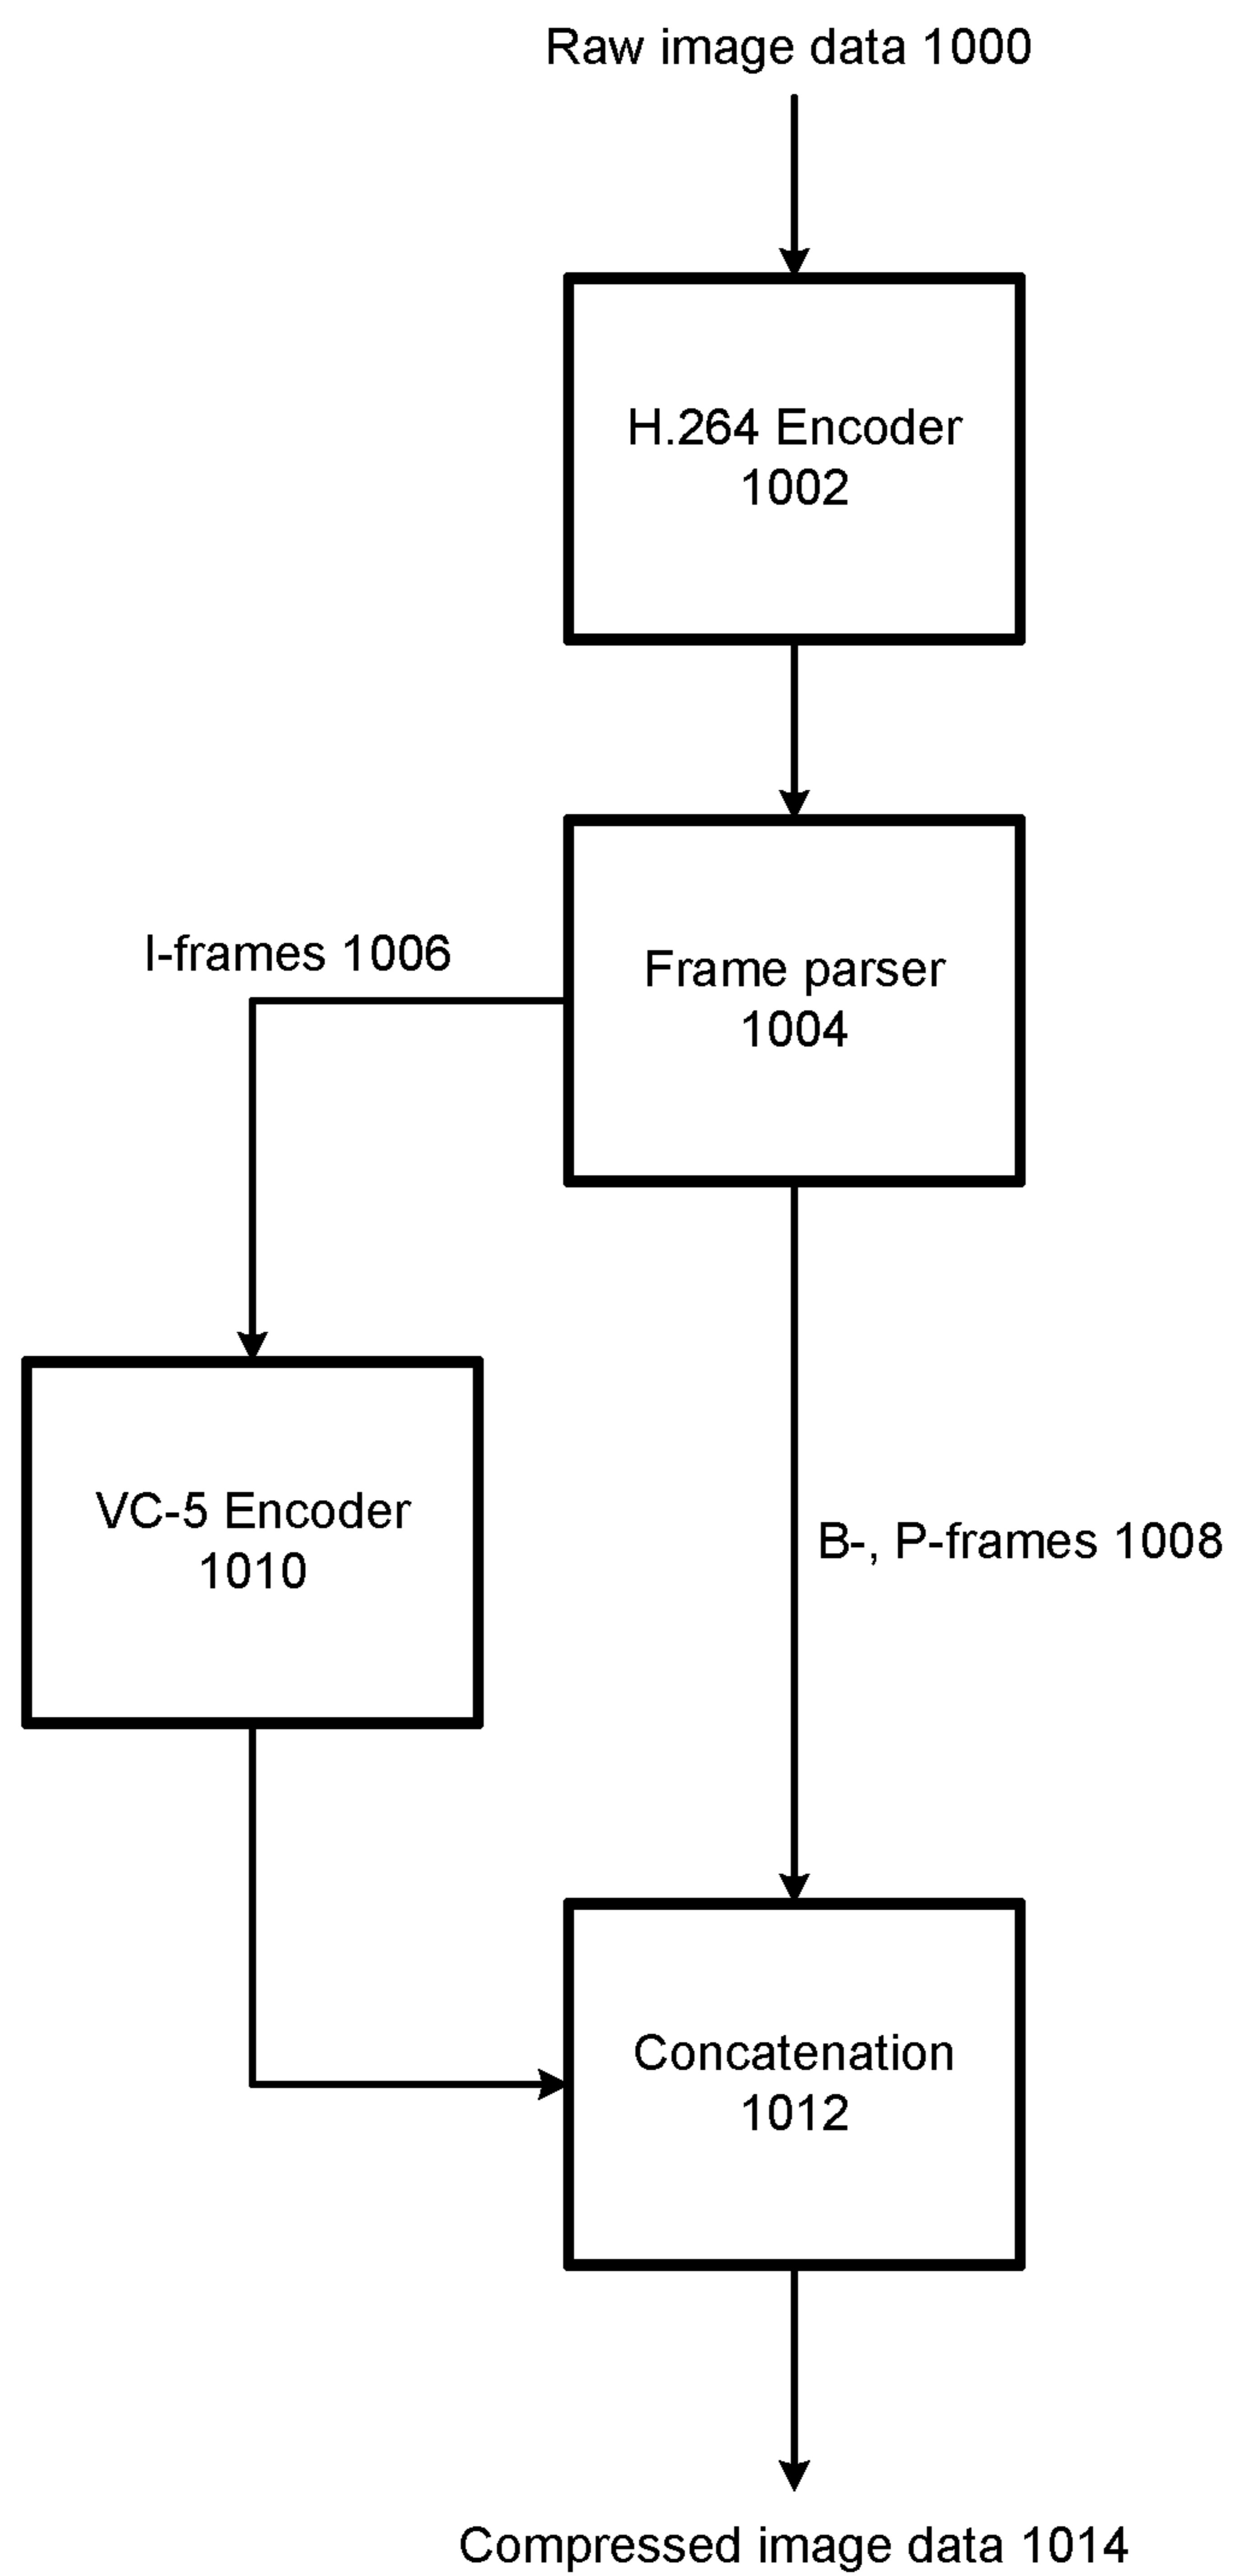 Raw image data 1000
H.264 Encoder
1002
I-frames 1006
Frame parser
1004
VC-5 Encoder
1010
B-, P-frames 1008
Concatenation
1012
Compressed image data 1014